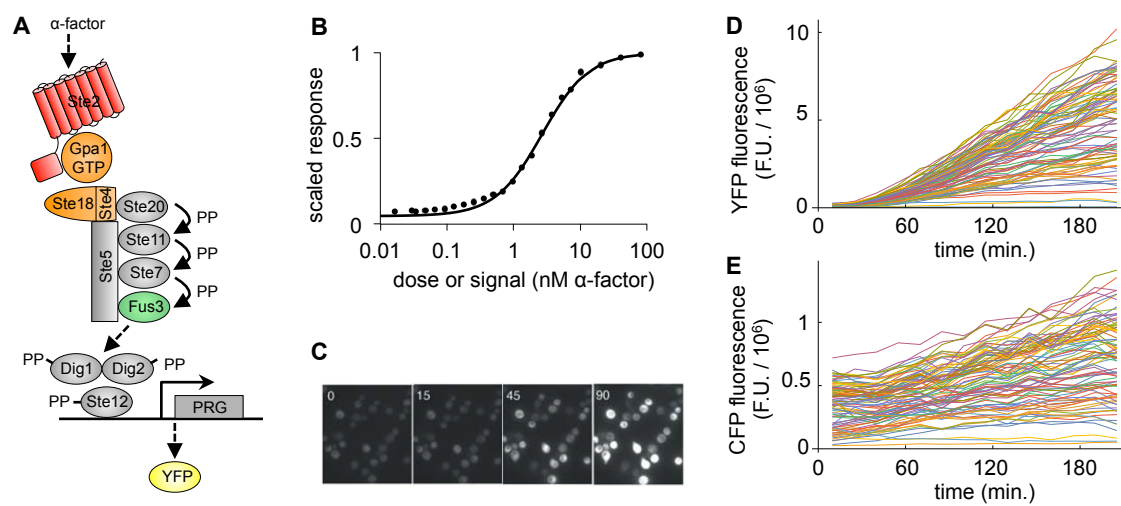 A
α-factor
Ste2
Gpa1
GTP
Ste18
Ste4
Ste20
PP
Ste11
PP
Ste5
Ste7
PP
Fus3
PP
Dig1
Dig2
PP
PP
Ste12
PRG
YFP
B
scaled response
1
0.5
0
0.01
0.1
1
10
100
dose or signal (nM α-factor)
C
0
15
45
90
D
YFP fluorescence
(F.U. / 10⁶)
10
5
0
0
60
120
180
time (min.)
E
CFP fluorescence
(F.U. / 10⁶)
1
0.5
0
0
60
120
180
time (min.)